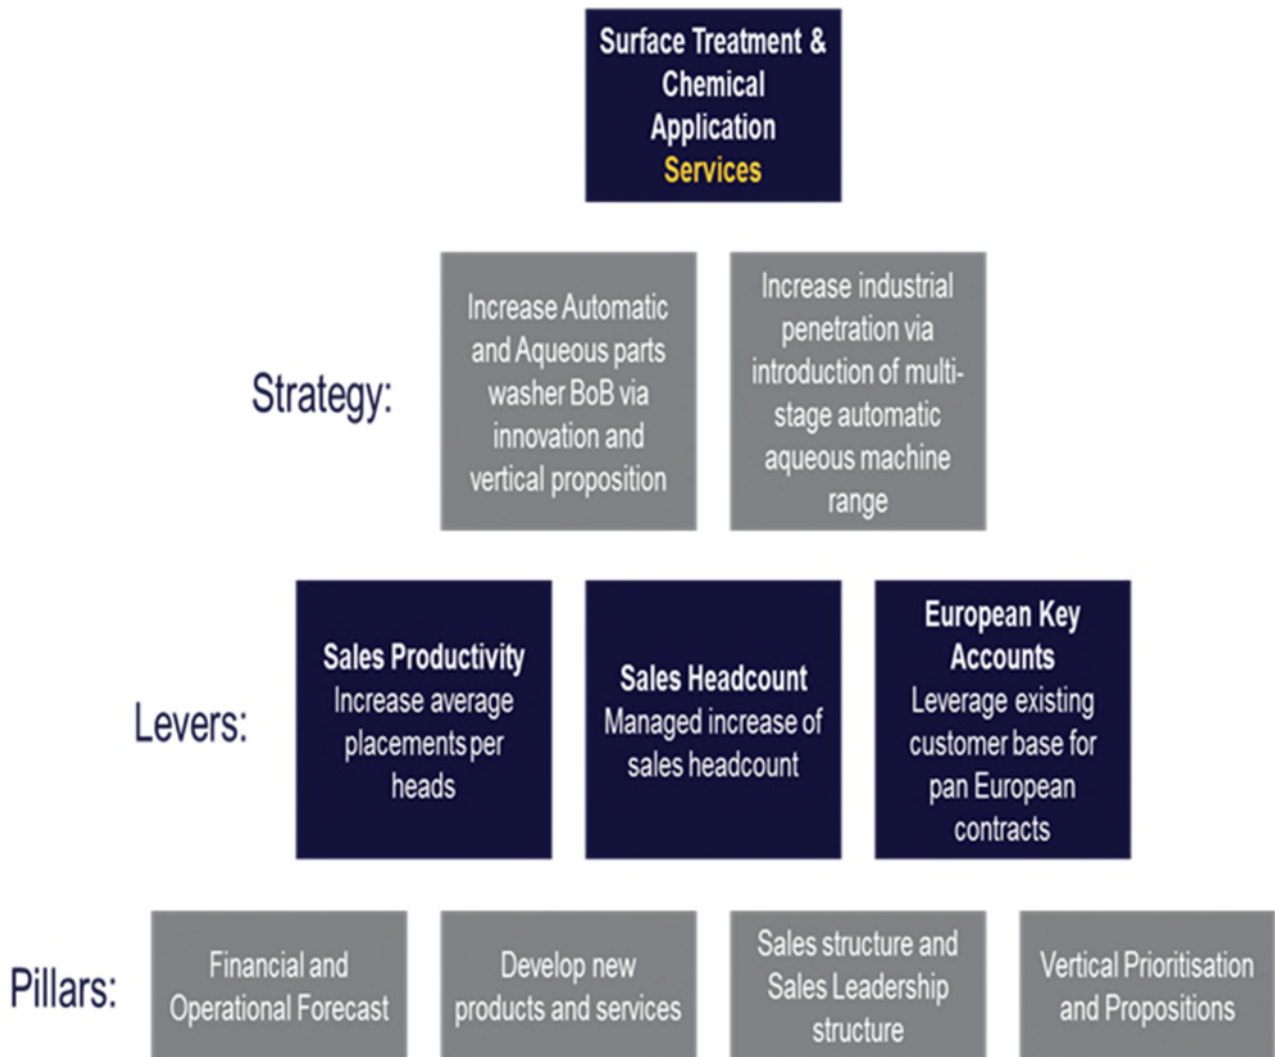 Surface Treatment &
Chemical
Application
Services
Strategy:
Increase Automatic
and Aqueous parts
washer BoB via
innovation and
vertical proposition
Increase industrial
penetration via
introduction of multi-
stage automatic
aqueous machine
range
Levers:
Sales Productivity
Increase average
placements per
heads
Sales Headcount
Managed increase of
sales headcount
European Key
Accounts
Leverage existing
customer base for
pan European
contracts
Pillars:
Financial and
Operational Forecast
Develop new
products and services
Sales structure and
Sales Leadership
structure
Vertical Prioritisation
and Propositions